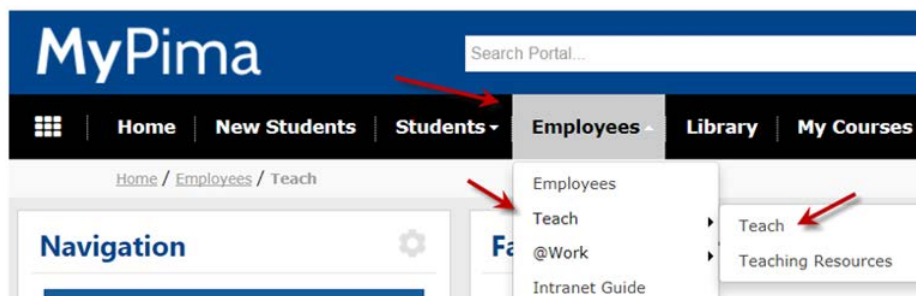 MyPima
Search Portal...
Home New Students Students Employees Library My Courses
Home / Employees / Teach
Employees
Teach
Teach
Navigation
@Work
Teaching Resources
Intranet Guide